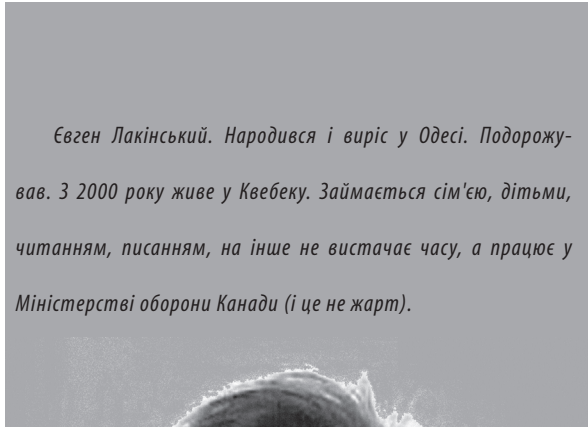 Євген Лакінський. Народився і виріс у Одесі. Подорожу-
вав. З 2000 року живе у Квебеку. Займається сім'єю, дітьми,
читанням, писанням, на інше не вистачає часу, а працює у
Міністерстві оборони Канади (і це не жарт).